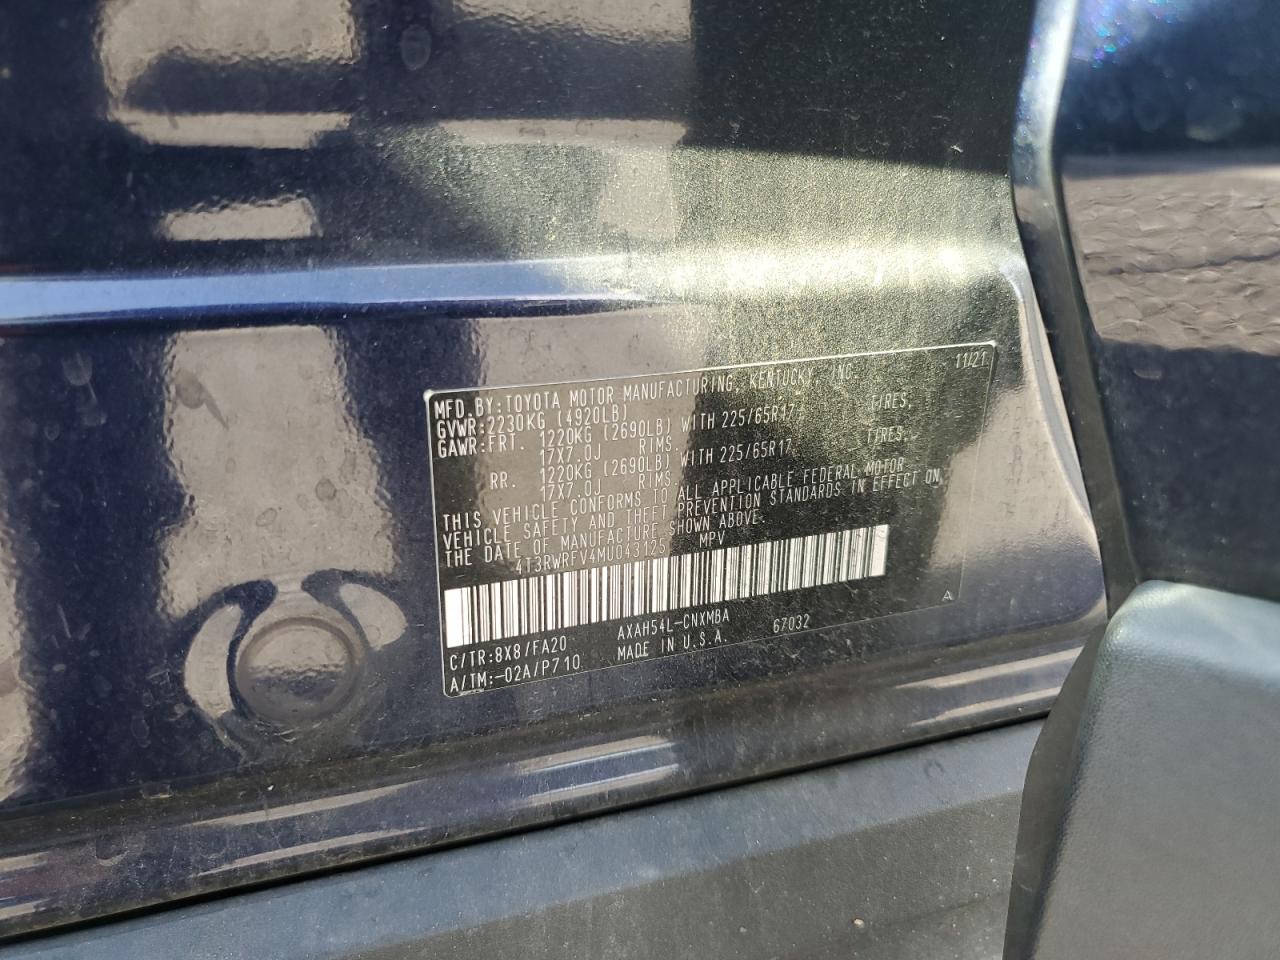 11/21
MFD.BY:TOYOTA MOTOR MANUFACTURING, KENTUCKY, INC.
GVWR:2230KG (4920LB)
GAWR:FRT. 1220KG (2690LB) WITH 225/65R17 TIRES,
17X7.0J RIMS.
RR. 1220KG (2690LB) WITH 225/65R17 TIRES,
17X7.0J RIMS.
THIS VEHICLE CONFORMS TO ALL APPLICABLE FEDERAL MOTOR
VEHICLE SAFETY AND THEFT PREVENTION STANDARDS IN EFFECT ON
THE DATE OF MANUFACTURE SHOWN ABOVE.
4T3RWRFV4MU043125 MPV
C/TR:8X8/FA20 AXAH54L-CNXMBA 67032 A
A/TM:-02A/P710 MADE IN U.S.A.